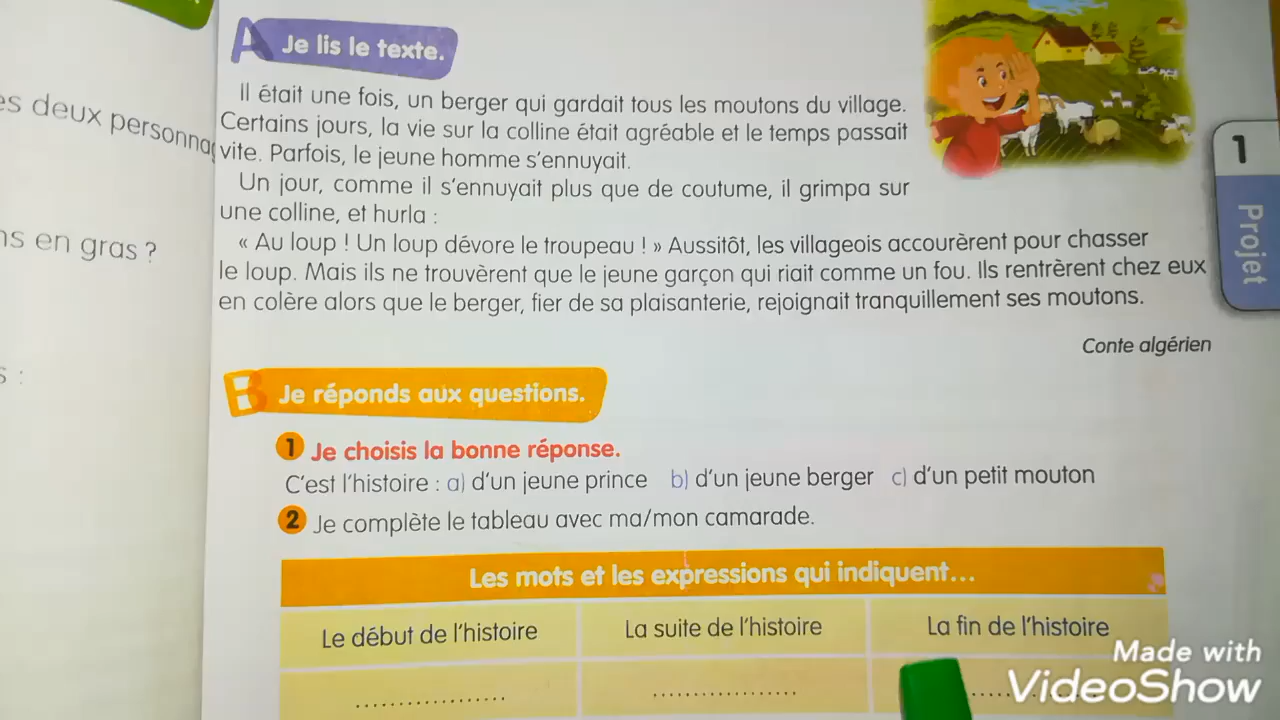 A Je lis le texte.
Il était une fois, un berger qui gardait tous les moutons du village.
Certains jours, la vie sur la colline était agréable et le temps passait
vite. Parfois, le jeune homme s'ennuyait.
Un jour, comme il s'ennuyait plus que de coutume, il grimpa sur
une colline, et hurla :
« Au loup ! Un loup dévore le troupeau ! » Aussitôt, les villageois accourèrent pour chasser
le loup. Mais ils ne trouvèrent que le jeune garçon qui riait comme un fou. Ils rentrèrent chez eux
en colère alors que le berger, fier de sa plaisanterie, rejoignait tranquillement ses moutons.
Conte algérien
B Je réponds aux questions.
1 Je choisis la bonne réponse.
C'est l'histoire : a) d'un jeune prince b) d'un jeune berger c) d'un petit mouton
2 Je complète le tableau avec ma/mon camarade.
Les mots et les expressions qui indiquent...
Le début de l'histoire La suite de l'histoire La fin de l'histoire
.................. .................. ......
deux
en gras ?
:
1
Projet
Made with
VideoShow